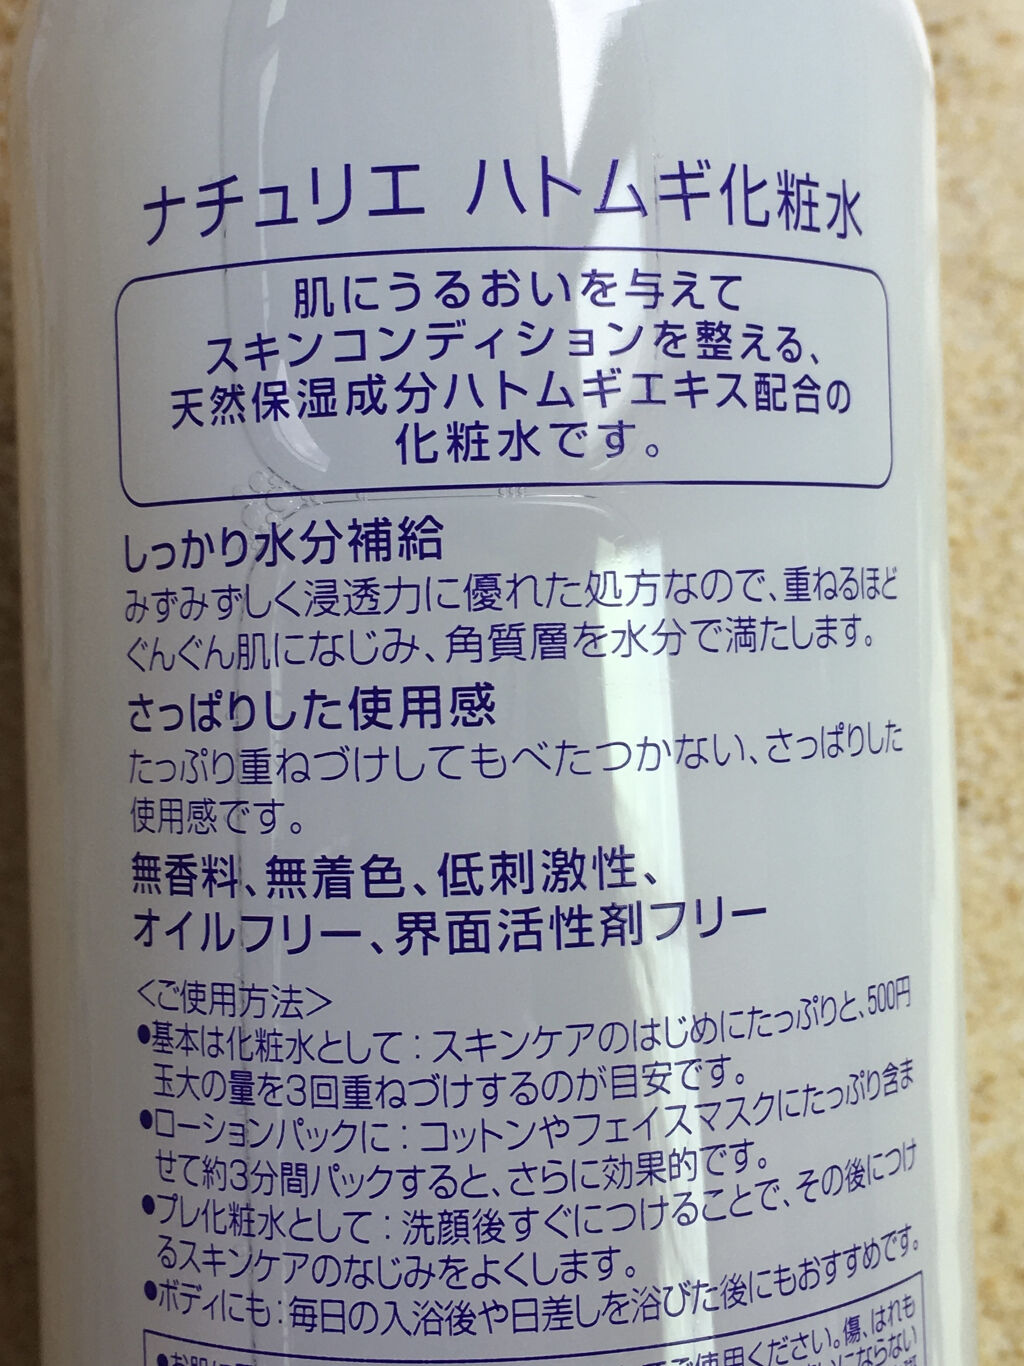 ナチュリエ ハトムギ化粧水
肌にうるおいを与えて
スキンコンディションを整える、
天然保湿成分ハトムギエキス配合の
化粧水です。
しっかり水分補給
みずみずしく浸透力に優れた処方なので、重ねるほど
ぐんぐん肌になじみ、角質層を水分で満たします。
さっぱりした使用感
たっぷり重ねづけしてもべたつかない、さっぱりした
使用感です。
無香料、無着色、低刺激性、
オイルフリー、界面活性剤フリー
＜ご使用方法＞
●基本は化粧水として：スキンケアのはじめにたっぷりと、500円
玉大の量を3回重ねづけするのが目安です。
●ローションパックに：コットンやフェイスマスクにたっぷり含ま
せて約3分間パックすると、さらに効果的です。
●プレ化粧水として：洗顔後すぐにつけることで、その後につけ
るスキンケアのなじみをよくします。
●ボディにも：毎日の入浴後や日差しを浴びた後にもおすすめです。
ご使用ください。傷、はれも
にならない